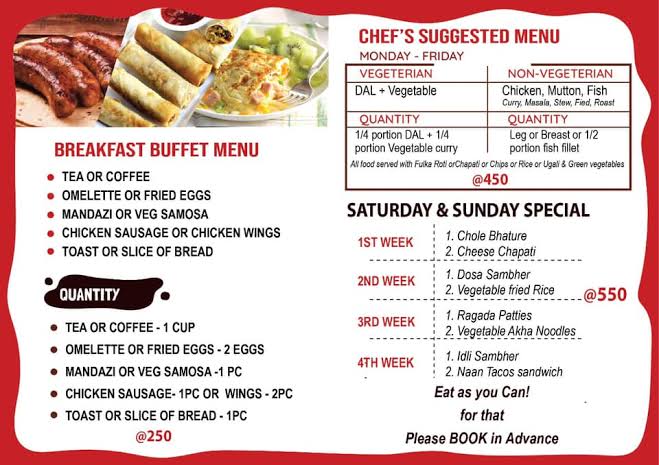 BREAKFAST BUFFET MENU
TEA OR COFFEE
OMELETTE OR FRIED EGGS
MANDAZI OR VEG SAMOSA
CHICKEN SAUSAGE OR CHICKEN WINGS
TOAST OR SLICE OF BREAD
QUANTITY
TEA OR COFFEE - 1 CUP
OMELETTE OR FRIED EGGS - 2 EGGS
MANDAZI OR VEG SAMOSA -1 PC
CHICKEN SAUSAGE- 1PC OR WINGS - 2PC
TOAST OR SLICE OF BREAD - 1PC
@250
CHEF'S SUGGESTED MENU
MONDAY - FRIDAY
VEGETERIAN
DAL + Vegetable
NON-VEGETERIAN
Chicken, Mutton, Fish
Curry, Masala, Stew, Fied, Roast
QUANTITY
1/4 portion DAL + 1/4
portion Vegetable curry
QUANTITY
Leg or Breast or 1/2
portion fish fillet
All food served with Fulka Roti orChapati or Chips or Rice or Ugali & Green vegetables
@450
SATURDAY & SUNDAY SPECIAL
1ST WEEK
1. Chole Bhature
2. Cheese Chapati
2ND WEEK
1. Dosa Sambher
2. Vegetable fried Rice
@550
3RD WEEK
1. Ragada Patties
2. Vegetable Akha Noodles
4TH WEEK
1. Idli Sambher
2. Naan Tacos sandwich
Eat as you Can!
for that
Please BOOK in Advance